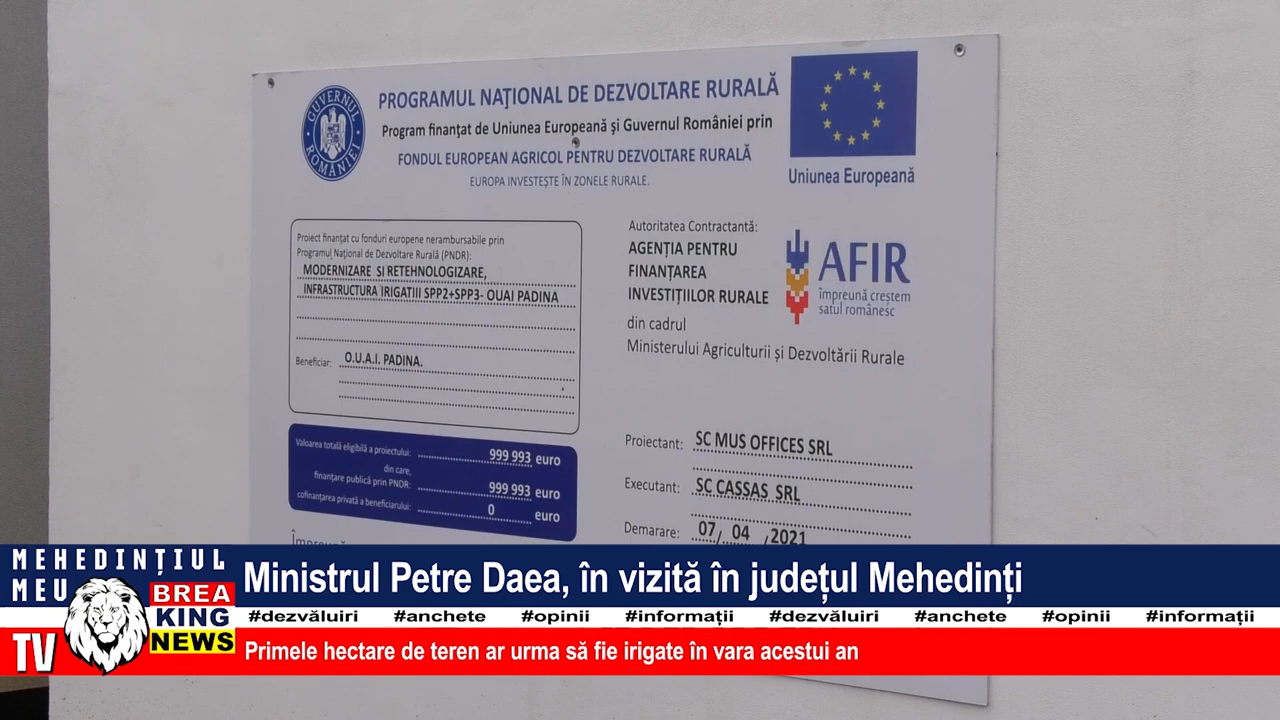 GUVERNUL ROMÂNIEI
PROGRAMUL NAȚIONAL DE DEZVOLTARE RURALĂ
Program finanțat de Uniunea Europeană și Guvernul României prin
FONDUL EUROPEAN AGRICOL PENTRU DEZVOLTARE RURALĂ
EUROPA INVESTEȘTE ÎN ZONELE RURALE.
Uniunea Europeană
Proiect finanțat cu fonduri europene nerambursabile prin
Programul Național de Dezvoltare Rurală (PNDR):
MODERNIZARE SI RETEHNOLOGIZARE,
INFRASTRUCTURA IRIGATIII SPP2+SPP3- OUAI PADINA
Beneficiar: O.U.A.I. PADINA.
Valoarea totală eligibilă a proiectului: 999 993 euro
din care,
finanțare publică prin PNDR: 999 993 euro
cofinanțarea privată a beneficiarului: 0 euro
Autoritatea Contractantă:
AGENȚIA PENTRU
FINANȚAREA
INVESTIȚIILOR RURALE
din cadrul
Ministerului Agriculturii și Dezvoltării Rurale
AFIR
împreună creștem
satul românesc
Proiectant: SC MUS OFFICES SRL
Executant: SC CASSAS SRL
Demarare: 07/ 04 /2021
Împreună
MEHEDINȚIUL
MEU
TV
BREA
KING
NEWS
Ministrul Petre Daea, în vizită în județul Mehedinți
#dezvăluiri #anchete #opinii #informații #dezvăluiri #anchete #opinii #informații
Primele hectare de teren ar urma să fie irigate în vara acestui an